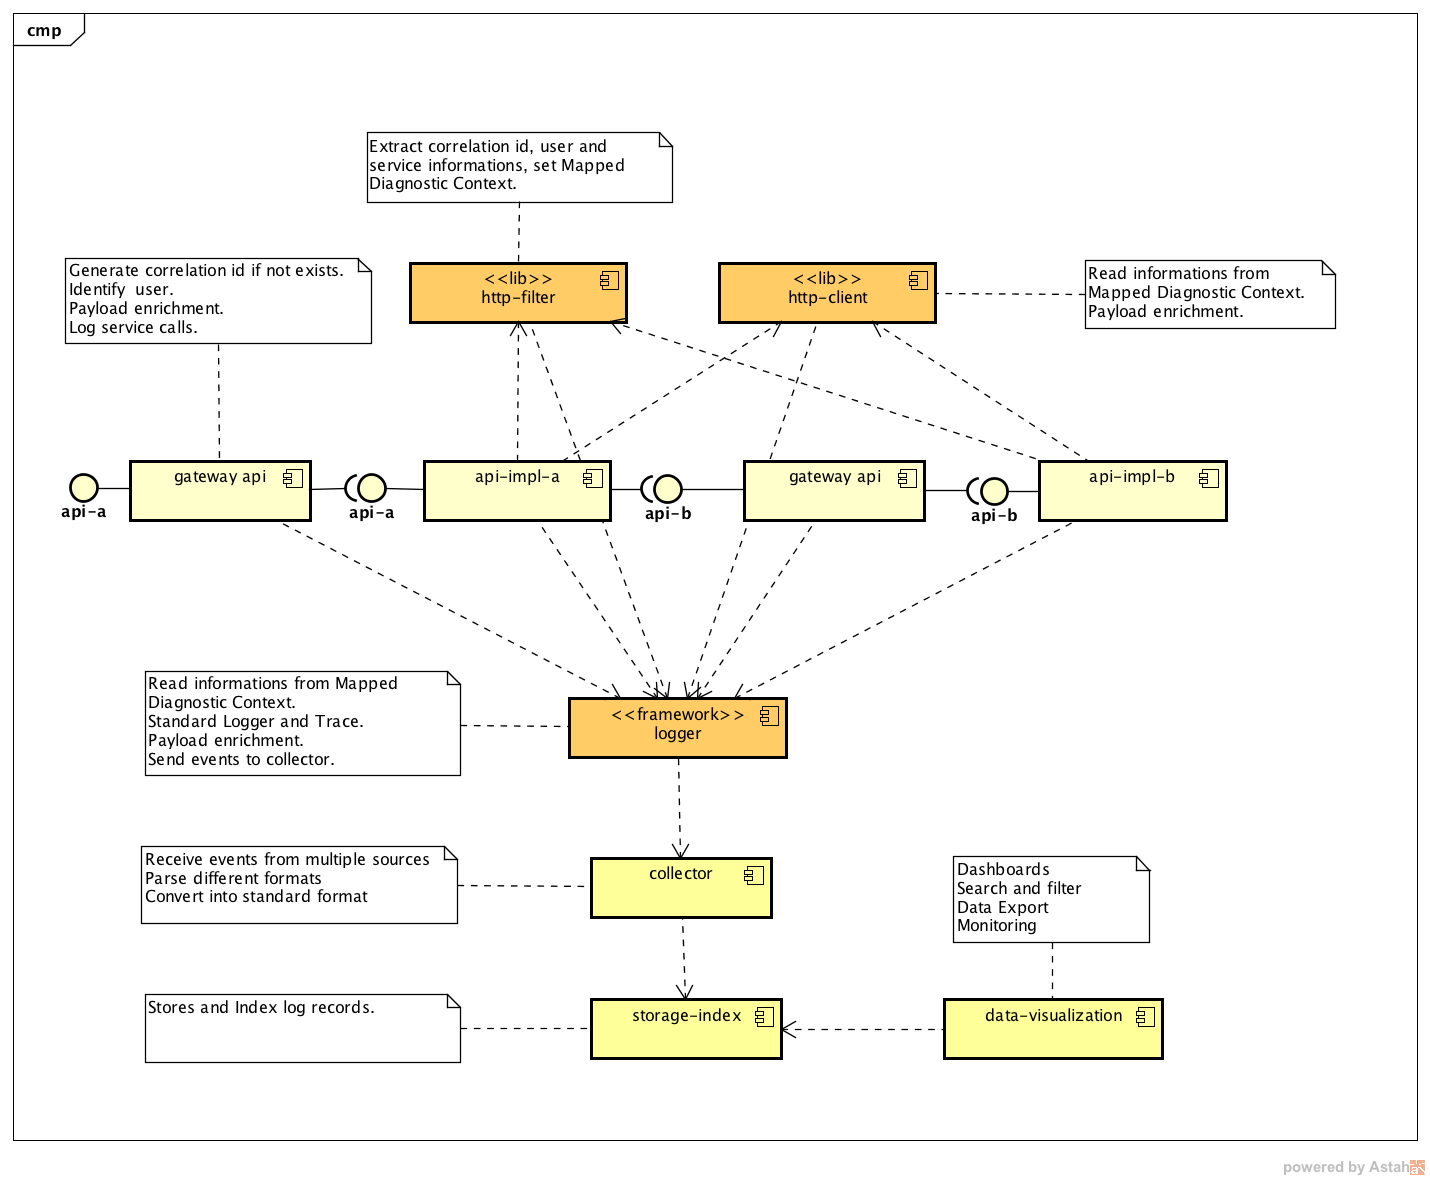 cmp
Extract correlation id, user and
service informations, set Mapped
Diagnostic Context.
Generate correlation id if not exists.
Identify  user.
Payload enrichment.
Log service calls.
<<lib>>
http-filter
<<lib>>
http-client
Read informations from
Mapped Diagnostic Context.
Payload enrichment.
api-a
gateway api
api-a
api-impl-a
api-b
gateway api
api-b
api-impl-b
Read informations from Mapped
Diagnostic Context.
Standard Logger and Trace.
Payload enrichment.
Send events to collector.
<<framework>>
logger
Receive events from multiple sources
Parse different formats
Convert into standard format
collector
Dashboards
Search and filter
Data Export
Monitoring
Stores and Index log records.
storage-index
data-visualization
powered by Astah